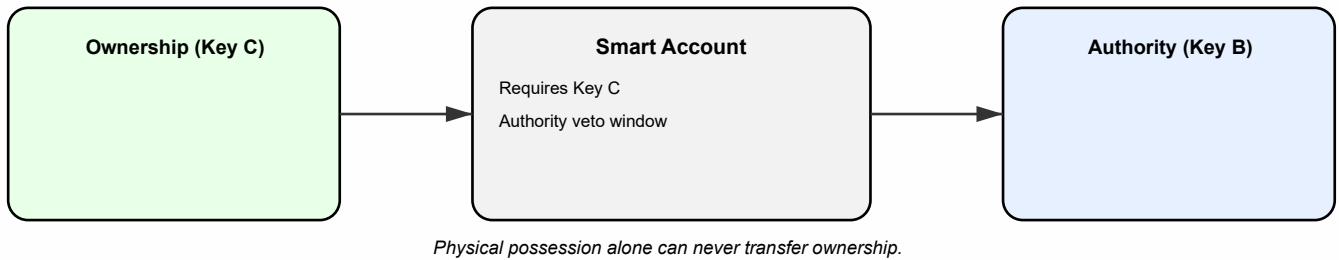 Ownership (Key C)
Smart Account
Requires Key C
Authority veto window
Authority (Key B)
Physical possession alone can never transfer ownership.